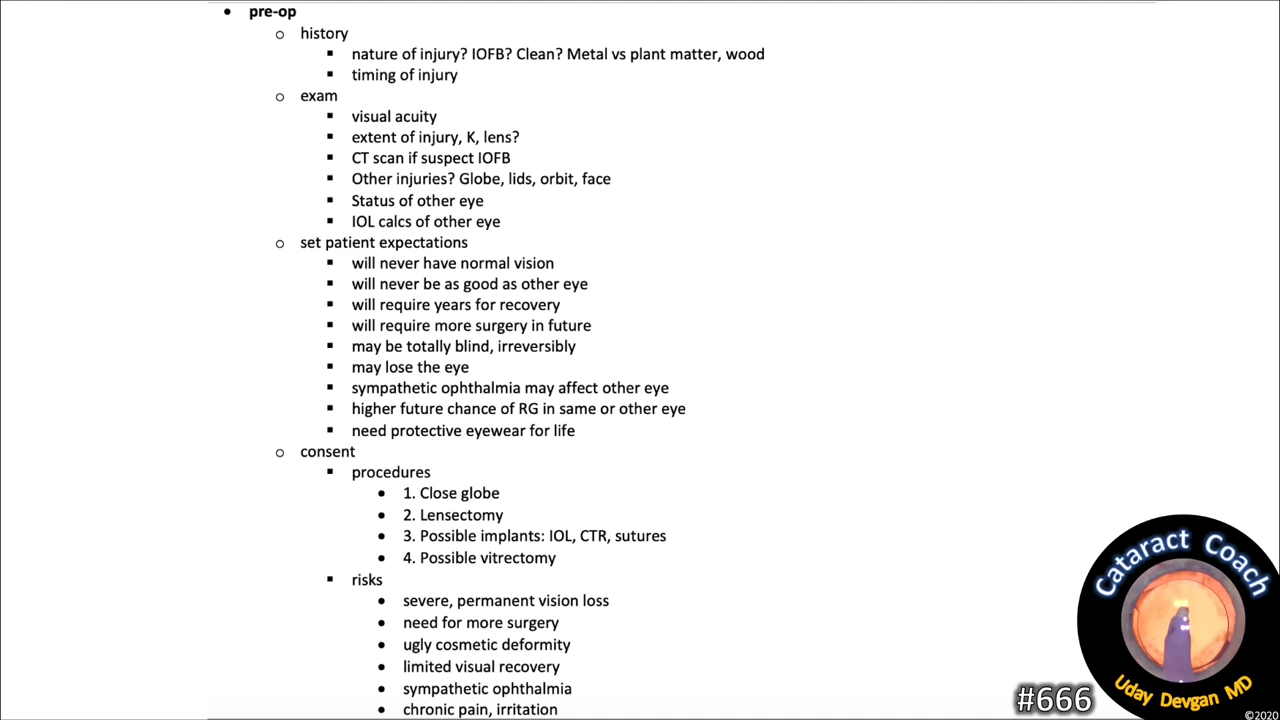 pre-op
history
nature of injury? IOFB? Clean? Metal vs plant matter, wood
timing of injury
exam
visual acuity
extent of injury, K, lens?
CT scan if suspect IOFB
Other injuries? Globe, lids, orbit, face
Status of other eye
IOL calcs of other eye
set patient expectations
will never have normal vision
will never be as good as other eye
will require years for recovery
will require more surgery in future
may be totally blind, irreversibly
may lose the eye
sympathetic ophthalmia may affect other eye
higher future chance of RG in same or other eye
need protective eyewear for life
consent
procedures
1. Close globe
2. Lensectomy
3. Possible implants: IOL, CTR, sutures
4. Possible vitrectomy
risks
severe, permanent vision loss
need for more surgery
ugly cosmetic deformity
limited visual recovery
sympathetic ophthalmia
chronic pain, irritation
Cataract Coach
Uday Devgan MD
#666
©2020